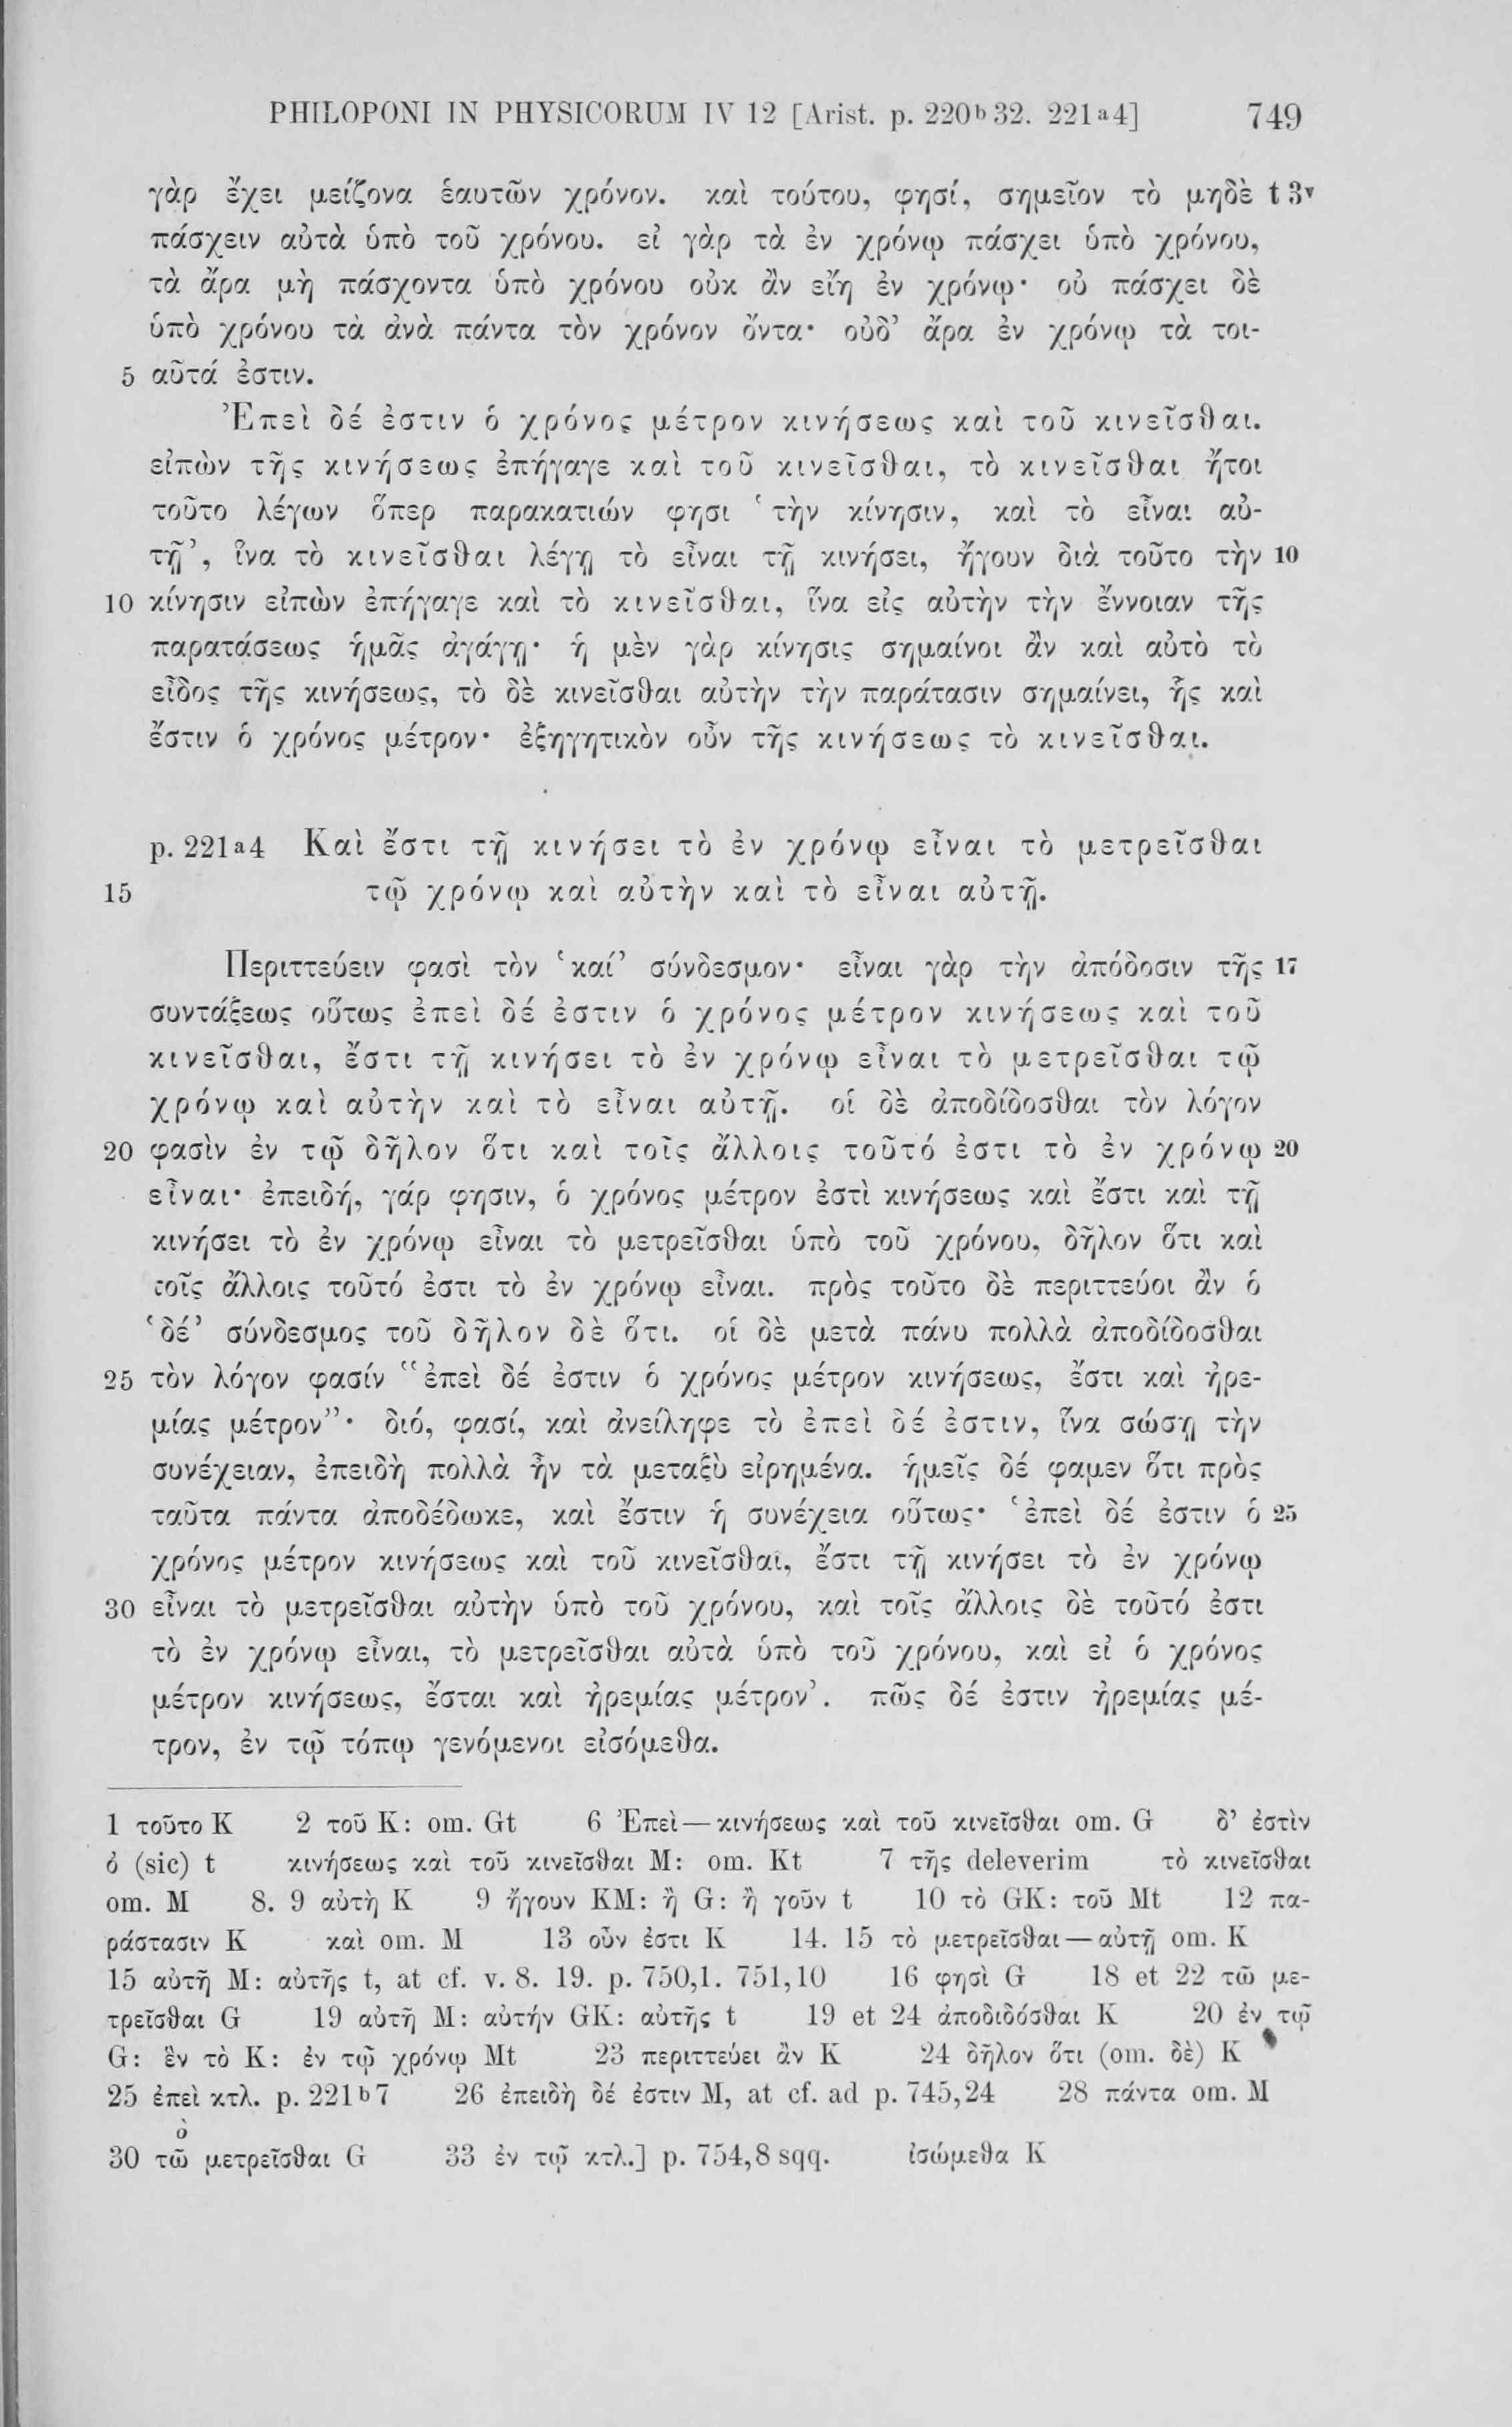 PHILOPONI IN PHYSICORUM IV 12 [Arist. p. 220ᵇ32. 221ᵃ4] 749
γὰρ ἔχει μείζονα ἑαυτῶν χρόνον. καὶ τούτου, φησί, σημεῖον τὸ μηδὲ t 3ᵛ
πάσχειν αὐτὰ ὑπὸ τοῦ χρόνου. εἰ γὰρ τὰ ἐν χρόνῳ πάσχει ὑπὸ χρόνου,
τὰ ἄρα μὴ πάσχοντα ὑπὸ χρόνου οὐκ ἂν εἴη ἐν χρόνῳ· οὐ πάσχει δὲ
ὑπὸ χρόνου τὰ ἀνὰ πάντα τὸν χρόνον ὄντα· οὐδ’ ἄρα ἐν χρόνῳ τὰ τοι-
5 αῦτά ἐστιν.
Ἐπεὶ δέ ἐστιν ὁ χρόνος μέτρον κινήσεως καὶ τοῦ κινεῖσθαι.
εἰπὼν τῆς κινήσεως ἐπήγαγε καὶ τοῦ κινεῖσθαι, τὸ κινεῖσθαι ἤτοι
τοῦτο λέγων ὅπερ παρακατιών φησι ‘τὴν κίνησιν, καὶ τὸ εἶναι αὐ-
τῇ’, ἵνα τὸ κινεῖσθαι λέγῃ τὸ εἶναι τῇ κινήσει, ἤγουν διὰ τοῦτο τὴν 10
10 κίνησιν εἰπὼν ἐπήγαγε καὶ τὸ κινεῖσθαι, ἵνα εἰς αὐτὴν τὴν ἔννοιαν τῆς
παρατάσεως ἡμᾶς ἀγάγῃ· ἡ μὲν γὰρ κίνησις σημαίνοι ἂν καὶ αὐτὸ τὸ
εἶδος τῆς κινήσεως, τὸ δὲ κινεῖσθαι αὐτὴν τὴν παράτασιν σημαίνει, ἧς καὶ
ἔστιν ὁ χρόνος μέτρον· ἐξηγητικὸν οὖν τῆς κινήσεως τὸ κινεῖσθαι.
p. 221ᵃ4 Καὶ ἔστι τῇ κινήσει τὸ ἐν χρόνῳ εἶναι τὸ μετρεῖσθαι
15 τῷ χρόνῳ καὶ αὐτὴν καὶ τὸ εἶναι αὐτῇ.
Περιττεύειν φασὶ τὸν ‘καί’ σύνδεσμον· εἶναι γὰρ τὴν ἀπόδοσιν τῆς 17
συντάξεως οὕτως ἐπεὶ δέ ἐστιν ὁ χρόνος μέτρον κινήσεως καὶ τοῦ
κινεῖσθαι, ἔστι τῇ κινήσει τὸ ἐν χρόνῳ εἶναι τὸ μετρεῖσθαι τῷ
χρόνῳ καὶ αὐτὴν καὶ τὸ εἶναι αὐτῇ. οἱ δὲ ἀποδίδοσθαι τὸν λόγον
20 φασὶν ἐν τῷ δῆλον ὅτι καὶ τοῖς ἄλλοις τοῦτό ἐστι τὸ ἐν χρόνῳ 20
εἶναι· ἐπειδή, γάρ φησιν, ὁ χρόνος μέτρον ἐστὶ κινήσεως καὶ ἔστι καὶ τῇ
κινήσει τὸ ἐν χρόνῳ εἶναι τὸ μετρεῖσθαι ὑπὸ τοῦ χρόνου, δῆλον ὅτι καὶ
τοῖς ἄλλοις τοῦτό ἐστι τὸ ἐν χρόνῳ εἶναι. πρὸς τοῦτο δὲ περιττεύοι ἂν ὁ
‘δέ’ σύνδεσμος τοῦ δῆλον δὲ ὅτι. οἱ δὲ μετὰ πάνυ πολλὰ ἀποδίδοσθαι
25 τὸν λόγον φασίν “ἐπεὶ δέ ἐστιν ὁ χρόνος μέτρον κινήσεως, ἔστι καὶ ἠρε-
μίας μέτρον”· διό, φασί, καὶ ἀνείληφε τὸ ἐπεὶ δέ ἐστιν, ἵνα σώσῃ τὴν
συνέχειαν, ἐπειδὴ πολλὰ ἦν τὰ μεταξὺ εἰρημένα. ἡμεῖς δέ φαμεν ὅτι πρὸς
ταῦτα πάντα ἀποδέδωκε, καὶ ἔστιν ἡ συνέχεια οὕτως· ‘ἐπεὶ δέ ἐστιν ὁ 25
χρόνος μέτρον κινήσεως καὶ τοῦ κινεῖσθαι, ἔστι τῇ κινήσει τὸ ἐν χρόνῳ
30 εἶναι τὸ μετρεῖσθαι αὐτὴν ὑπὸ τοῦ χρόνου, καὶ τοῖς ἄλλοις δὲ τοῦτό ἐστι
τὸ ἐν χρόνῳ εἶναι, τὸ μετρεῖσθαι αὐτὰ ὑπὸ τοῦ χρόνου, καὶ εἰ ὁ χρόνος
μέτρον κινήσεως, ἔσται καὶ ἠρεμίας μέτρον’. πῶς δέ ἐστιν ἠρεμίας μέ-
τρον, ἐν τῷ τόπῳ γενόμενοι εἰσόμεθα.
1 τοῦτο K 2 τοῦ K: om. Gt 6 Ἐπεὶ—κινήσεως καὶ τοῦ κινεῖσθαι om. G δ’ ἐστὶν
ὁ (sic) t κινήσεως καὶ τοῦ κινεῖσθαι M: om. Kt 7 τῆς deleverim τὸ κινεῖσθαι
om. M 8. 9 αὐτὴ K 9 ἤγουν KM: ἢ G: ἢ γοῦν t 10 τὸ GK: τοῦ Mt 12 πα-
ράστασιν K καὶ om. M 13 οὖν ἐστι K 14. 15 τὸ μετρεῖσθαι—αὐτῇ om. K
15 αὐτῆ M: αὐτῆς t, at cf. v. 8. 19. p. 750,1. 751,10 16 φησὶ G 18 et 22 τῶ με-
τρεῖσθαι G 19 αὐτῆ M: αὐτήν GK: αὐτῆς t 19 et 24 ἀποδιδόσθαι K 20 ἐν τῷ
G: ἓν τὸ K: ἐν τῷ χρόνῳ Mt 23 περιττεύει ἂν K 24 δῆλον ὅτι (om. δὲ) K
25 ἐπεὶ κτλ. p. 221ᵇ7 26 ἐπειδὴ δέ ἐστιν M, at cf. ad p. 745,24 28 πάντα om. M
ὸ
30 τῶ μετρεῖσθαι G 33 ἐν τῷ κτλ.] p. 754,8 sqq. ἰσώμεθα K